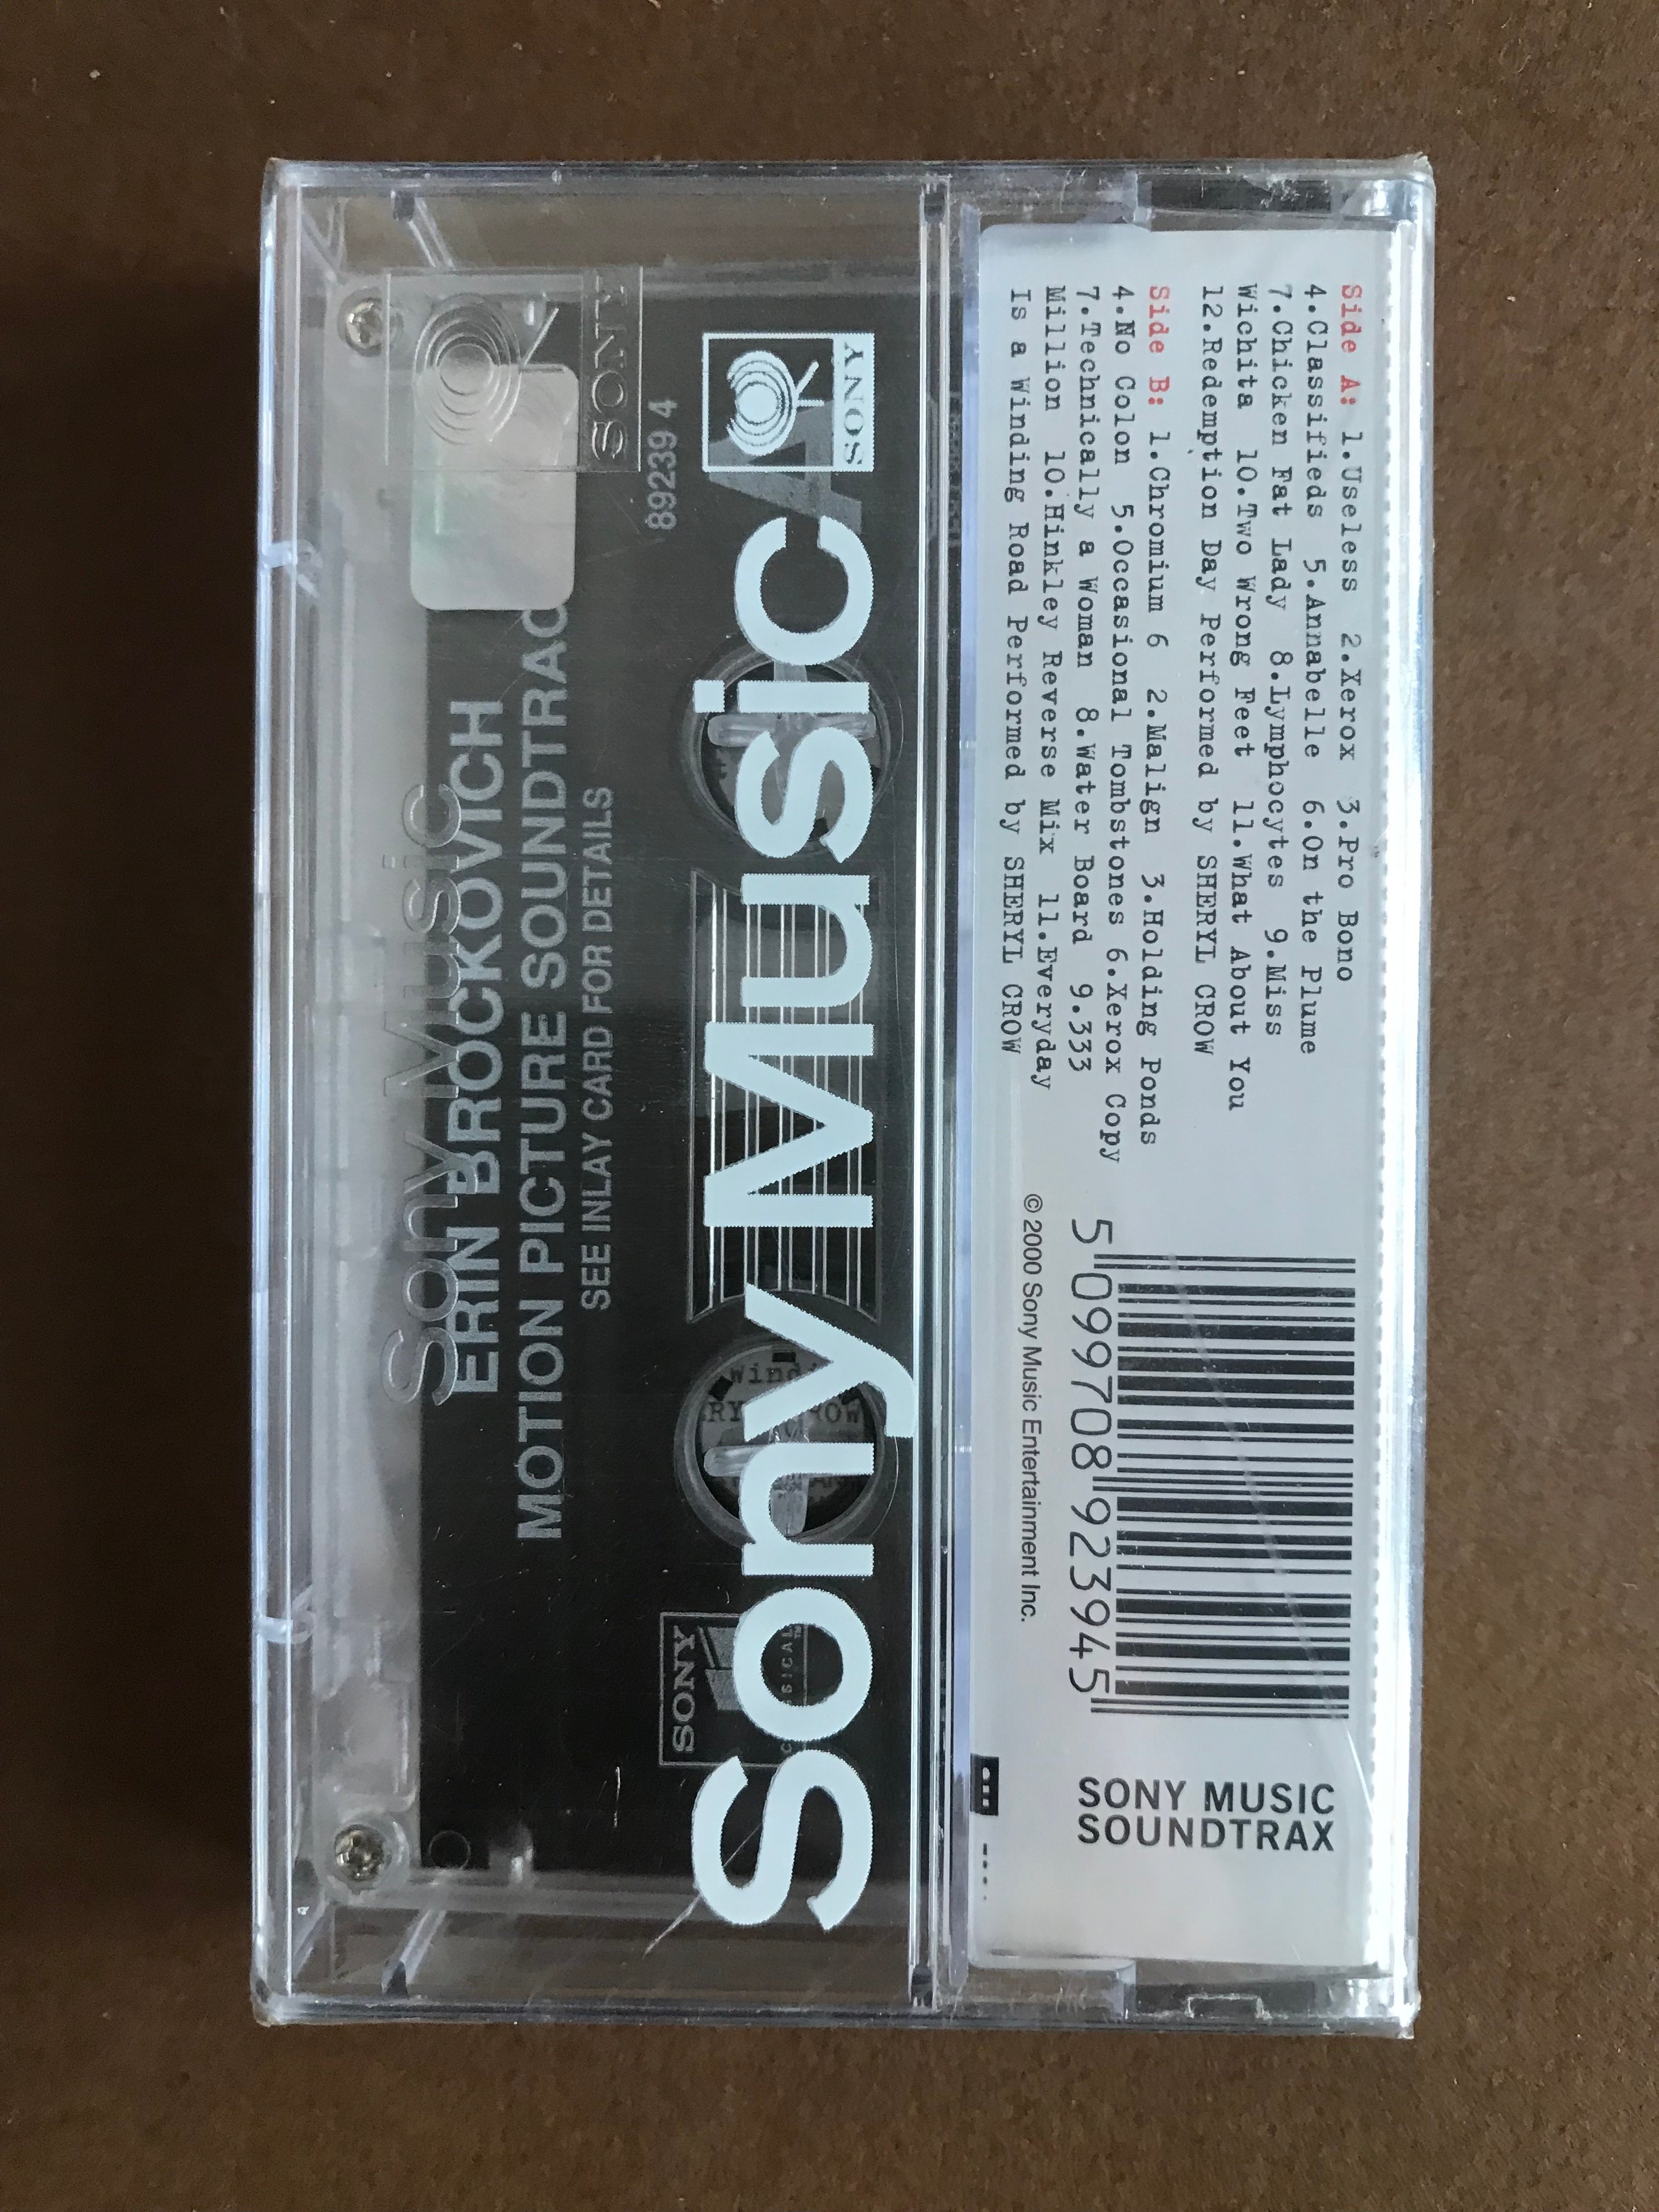 Side A: 1.Useless 2.Xerox 3.Pro Bono
4.Classifieds 5.Annabelle 6.On the Plume
7.Chicken Fat Lady 8.Lymphocytes 9.Miss
Wichita 10.Two Wrong Feet 11.What About You
12.Redemption Day Performed by SHERYL CROW
Side B: 1.Chromium 6 2.Malign 3.Holding Ponds
4.No Colon 5.Occasional Tombstones 6.Xerox Copy
7.Technically a Woman 8.Water Board 9.333
Million 10.Hinkley Reverse Mix 11.Everyday
Is a Winding Road Performed by SHERYL CROW
5 099708 923945
© 2000 Sony Music Entertainment Inc.
SONY MUSIC
SOUNDTRAX
SONY
Sony Music
A
89239 4
SONY
SONY
Sony Music
ERIN BROCKOVICH
MOTION PICTURE SOUNDTRAC
SEE INLAY CARD FOR DETAILS